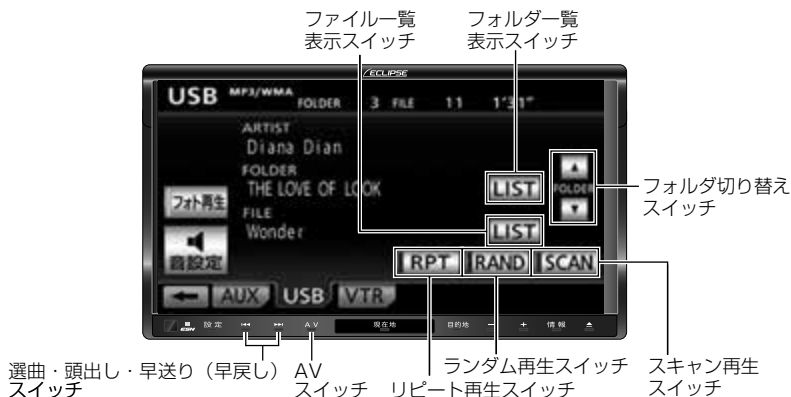 ファイル一覧
表示スイッチ
フォルダ一覧
表示スイッチ
ECLIPSE
USB MP3/WMA FOLDER 3 FILE 11 1'31"
ARTIST
Diana Dian
FOLDER
THE LOVE OF LOOK
LIST
FOLDER
フォルダ切り替え
スイッチ
フォト再生
FILE
Wonder
LIST
音設定
RPT RAND SCAN
AUX USB VTR
ESN 設定 AV 現在地 目的地 − + 情報
選曲・頭出し・早送り（早戻し）
スイッチ
AV
スイッチ
リピート再生スイッチ
ランダム再生スイッチ
スキャン再生
スイッチ